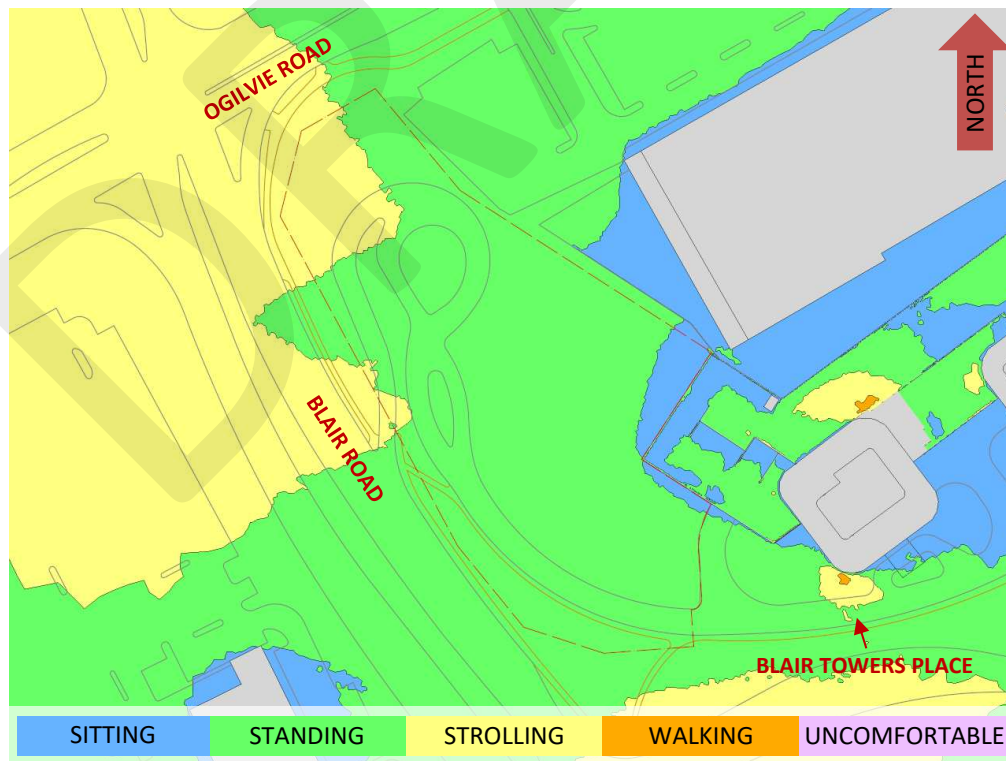 OGILVIE ROAD
NORTH
BLAIR ROAD
BLAIR TOWERS PLACE
SITTING STANDING STROLLING WALKING UNCOMFORTABLE